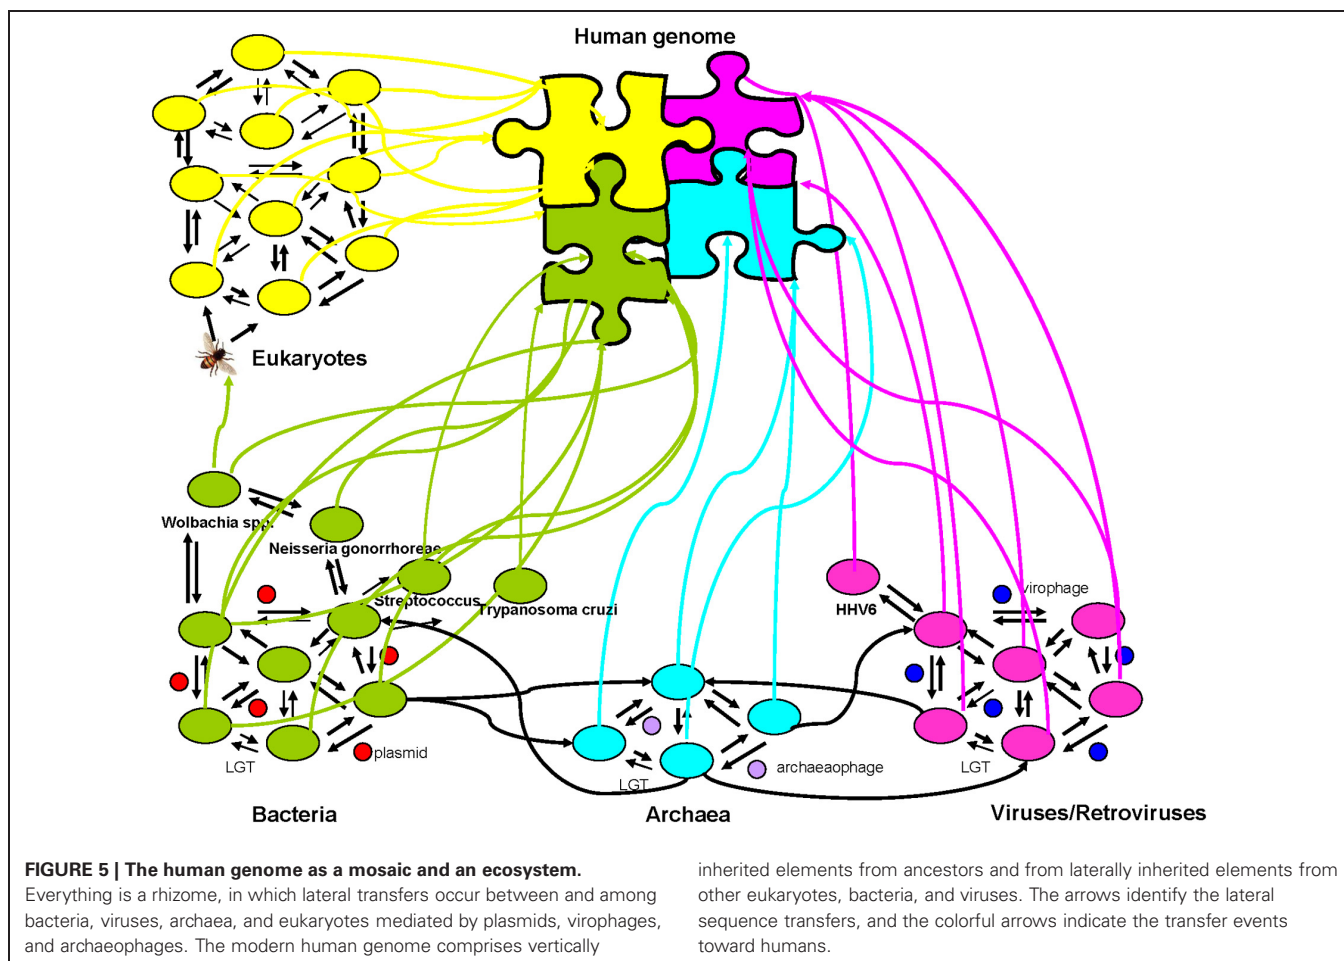 Human genome
Eukaryotes
Wolbachia spp.
Neisseria gonorrhoeae
Streptococcus
Trypanosoma cruzi
HHV6
virophage
plasmid
LGT
LGT
archaeaophage
LGT
Bacteria
Archaea
Viruses/Retroviruses
FIGURE 5 | The human genome as a mosaic and an ecosystem.
Everything is a rhizome, in which lateral transfers occur between and among
bacteria, viruses, archaea, and eukaryotes mediated by plasmids, virophages,
and archaeophages. The modern human genome comprises vertically
inherited elements from ancestors and from laterally inherited elements from
other eukaryotes, bacteria, and viruses. The arrows identify the lateral
sequence transfers, and the colorful arrows indicate the transfer events
toward humans.